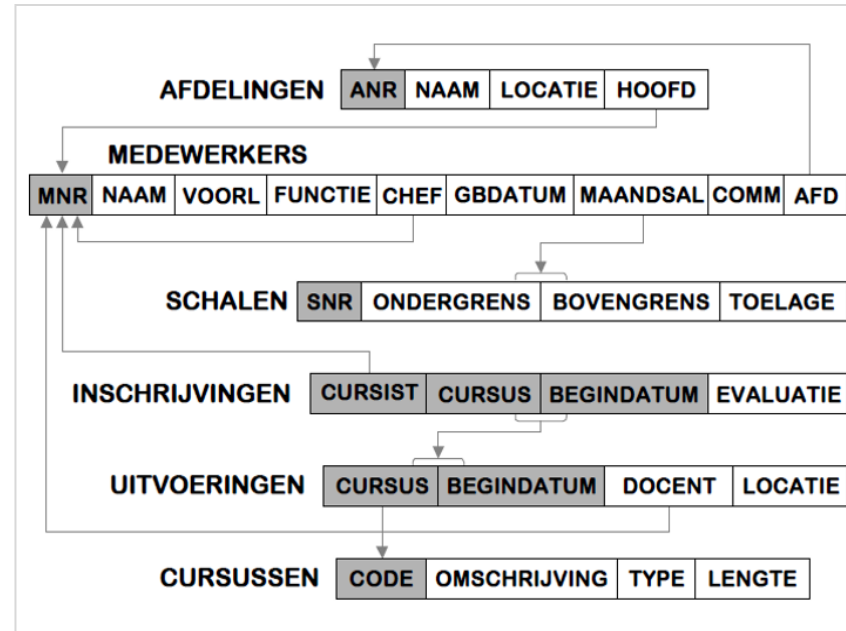 AFDELINGEN ANR NAAM LOCATIE HOOFD
MEDEWERKERS
MNR NAAM VOORL FUNCTIE CHEF GBDATUM MAANDSAL COMM AFD
SCHALEN SNR ONDERGRENS BOVENGRENS TOELAGE
INSCHRIJVINGEN CURSIST CURSUS BEGINDATUM EVALUATIE
UITVOERINGEN CURSUS BEGINDATUM DOCENT LOCATIE
CURSUSSEN CODE OMSCHRIJVING TYPE LENGTE